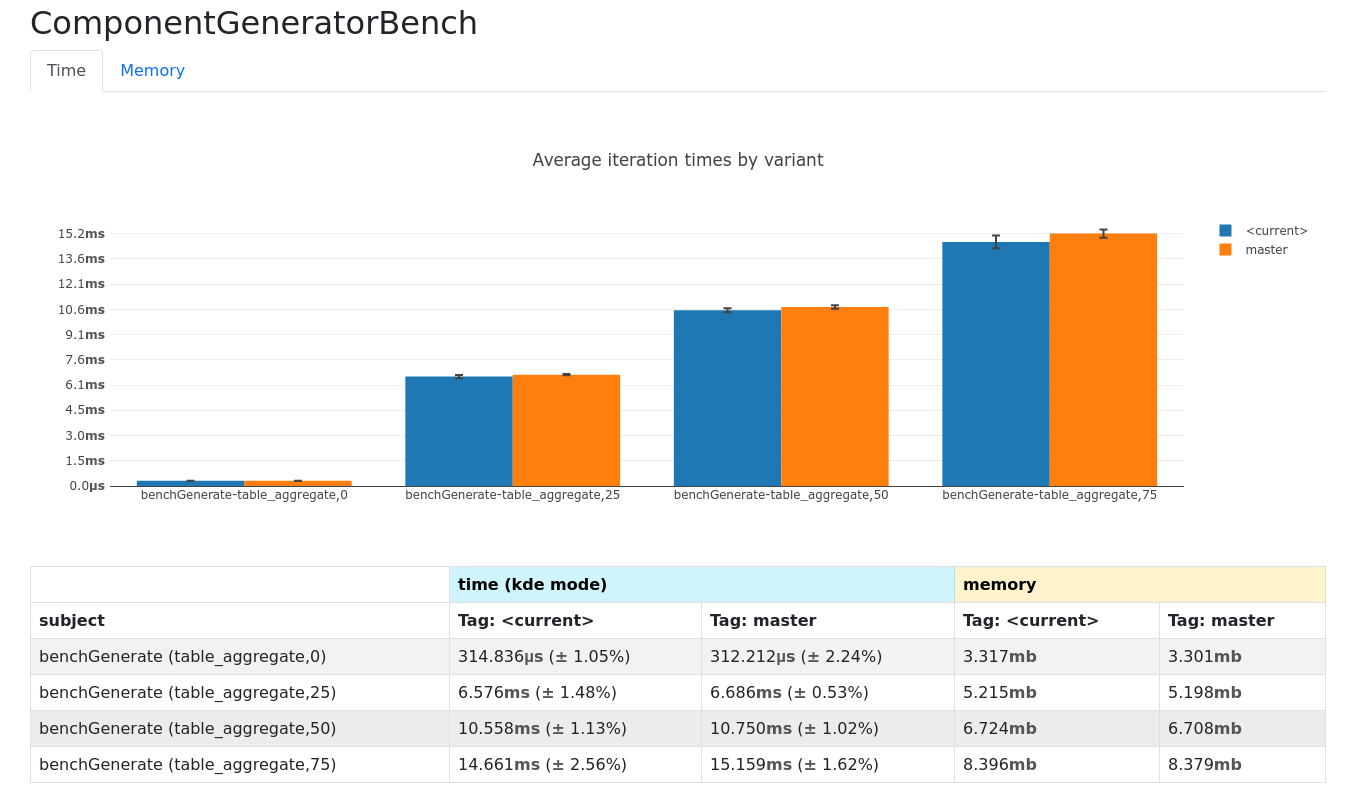 ComponentGeneratorBench
Time Memory
Average iteration times by variant
15.2ms
13.6ms
12.1ms
10.6ms
9.1ms
7.6ms
6.1ms
4.5ms
3.0ms
1.5ms
0.0µs
benchGenerate-table_aggregate,0 benchGenerate-table_aggregate,25 benchGenerate-table_aggregate,50 benchGenerate-table_aggregate,75
<current>
master
time (kde mode) memory
subject Tag: <current> Tag: master Tag: <current> Tag: master
benchGenerate (table_aggregate,0) 314.836µs (± 1.05%) 312.212µs (± 2.24%) 3.317mb 3.301mb
benchGenerate (table_aggregate,25) 6.576ms (± 1.48%) 6.686ms (± 0.53%) 5.215mb 5.198mb
benchGenerate (table_aggregate,50) 10.558ms (± 1.13%) 10.750ms (± 1.02%) 6.724mb 6.708mb
benchGenerate (table_aggregate,75) 14.661ms (± 2.56%) 15.159ms (± 1.62%) 8.396mb 8.379mb